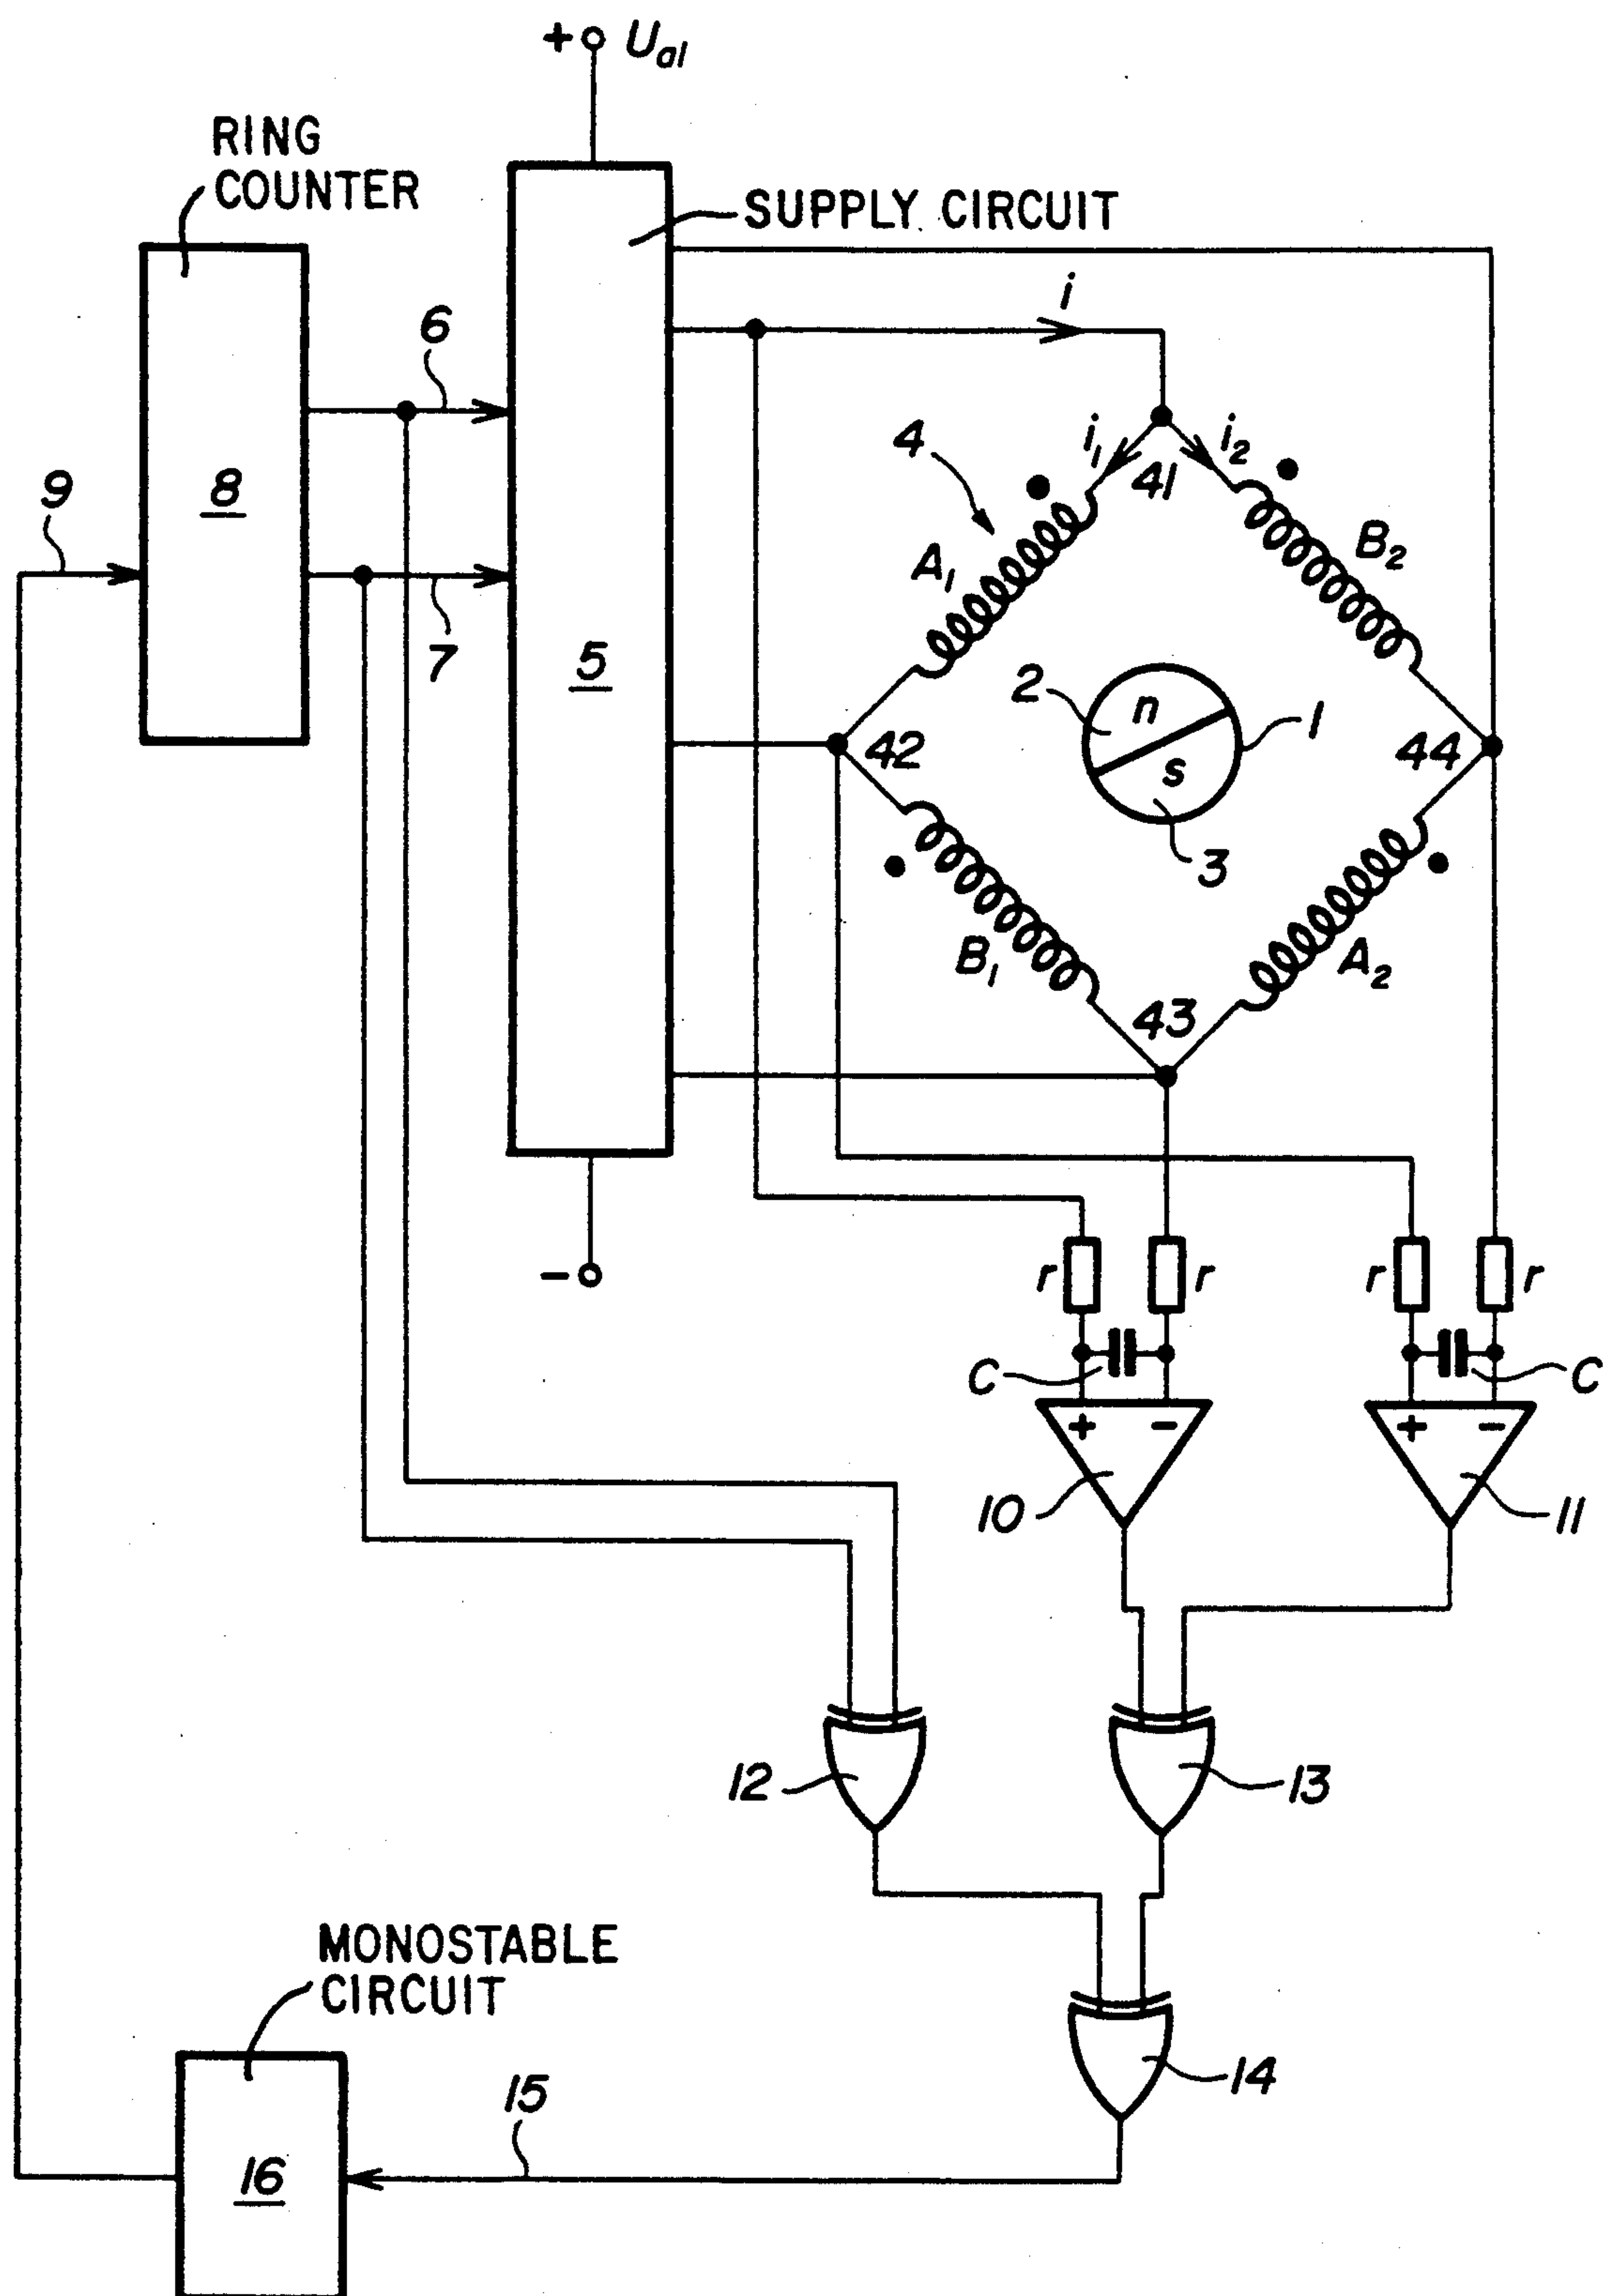 + U_al
RING
COUNTER
SUPPLY CIRCUIT
i
6
9
8
4
i₁
41
i₂
A₁
B₂
7
5
2
n
1
42
44
s
3
B₁
A₂
43
−
r
r
r
r
C
C
+ −
+ −
10
11
12
13
MONOSTABLE
CIRCUIT
14
15
16